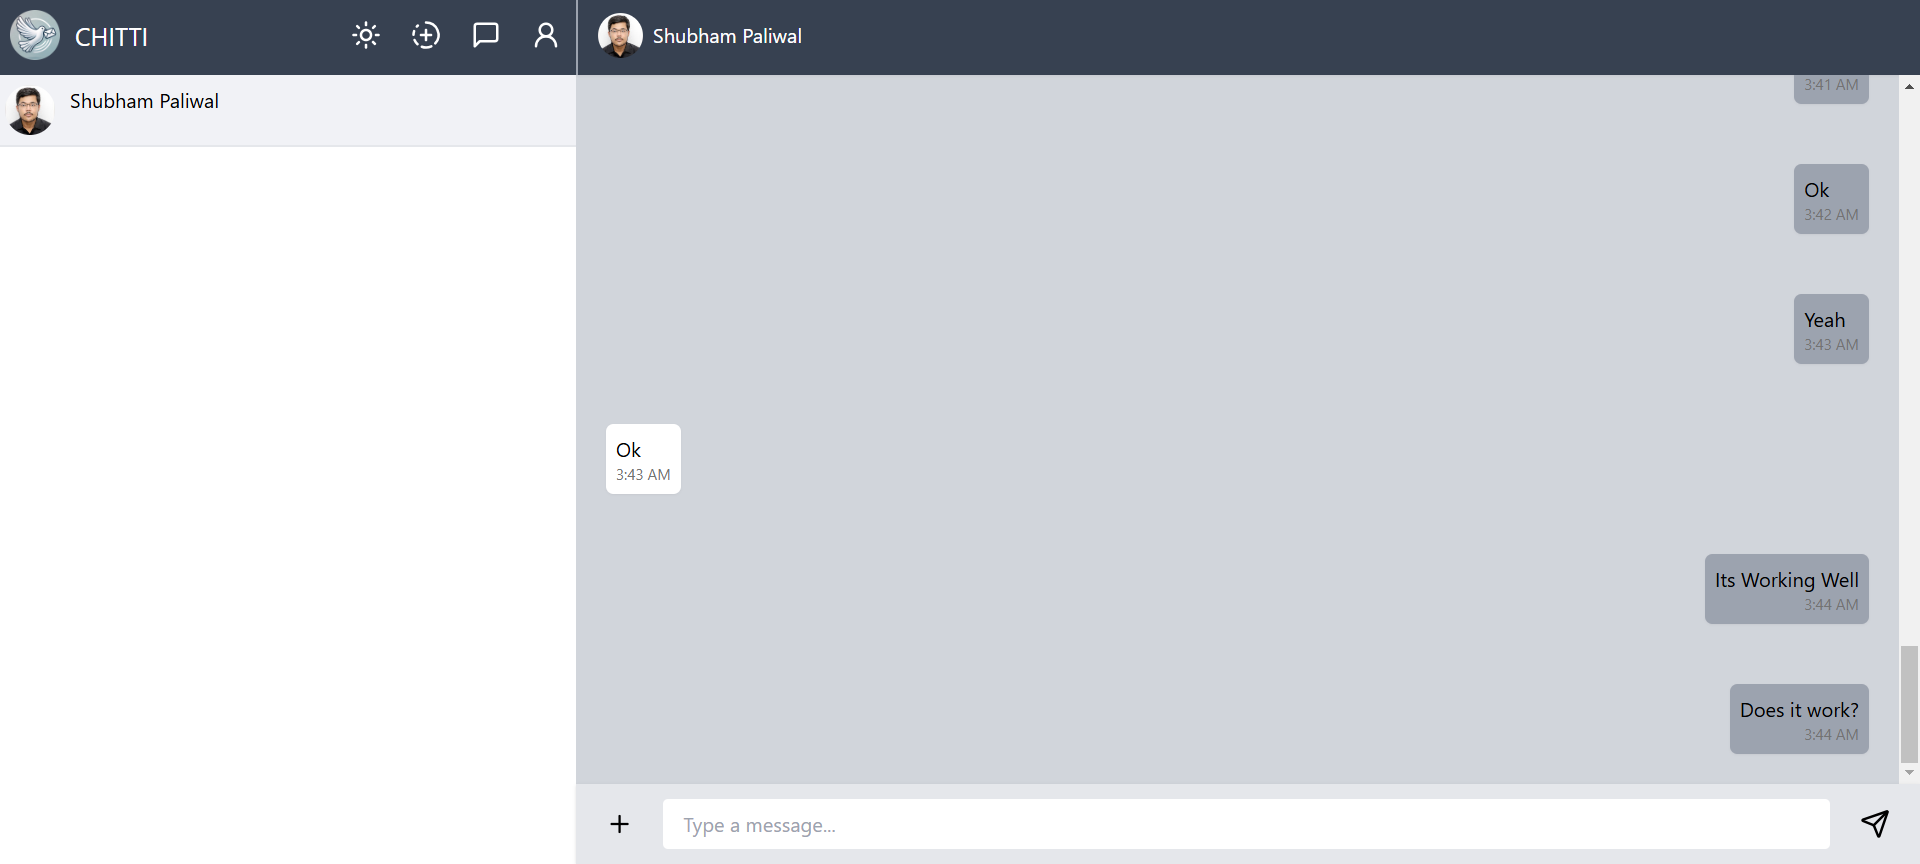 CHITTI
Shubham Paliwal
Shubham Paliwal
3:41 AM
Ok
3:42 AM
Yeah
3:43 AM
Ok
3:43 AM
Its Working Well
3:44 AM
Does it work?
3:44 AM
Type a message...